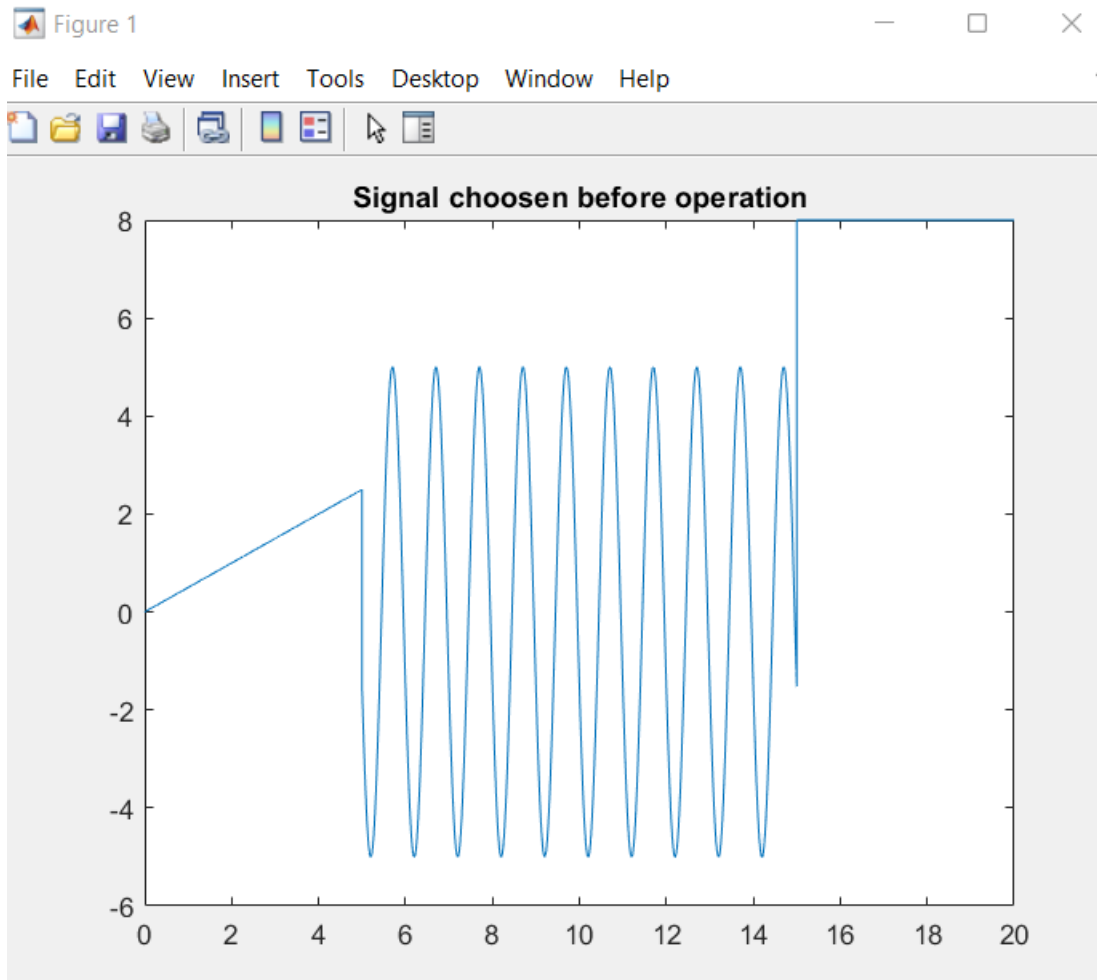 Figure 1
File Edit View Insert Tools Desktop Window Help
Signal choosen before operation
8
6
4
2
0
-2
-4
-6
0 2 4 6 8 10 12 14 16 18 20